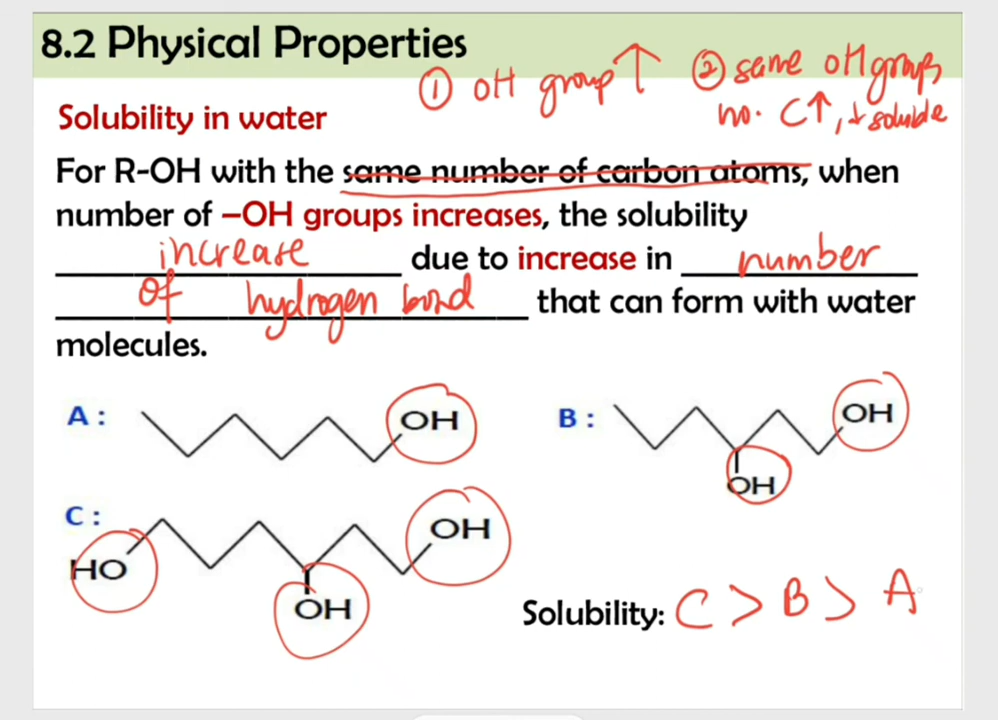 8.2 Physical Properties
① OH group ↑ ② same OH groups
no. C↑, ↓ soluble
Solubility in water
For R-OH with the same number of carbon atoms, when
number of –OH groups increases, the solubility
increase due to increase in number
of hydrogen bond that can form with water
molecules.
A : OH B : OH
OH
C : OH
HO
OH
Solubility: C > B > A